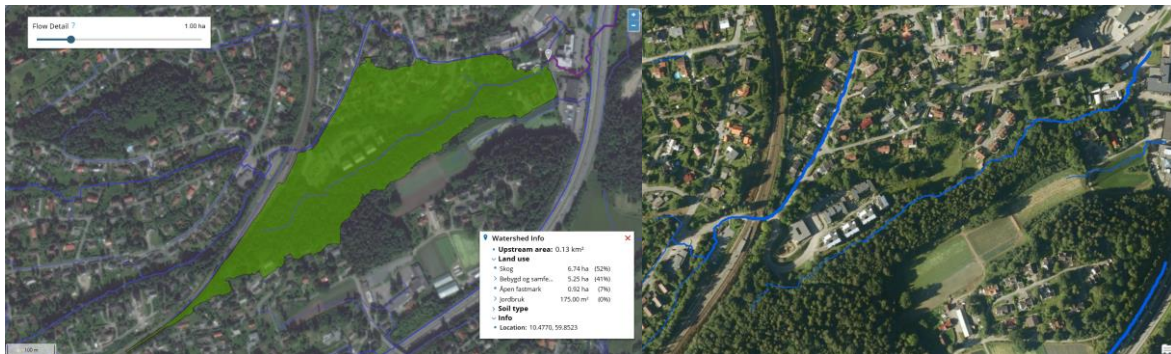 Flow Detail ?
1.00 ha
+
−
Watershed Info
Upstream area: 0.13 km²
Land use
Skog 6.74 ha (52%)
Bebygd og samfe... 5.25 ha (41%)
Åpen fastmark 0.92 ha (7%)
Jordbruk 175.00 m² (0%)
Soil type
Info
Location: 10.4770, 59.8523
100 m